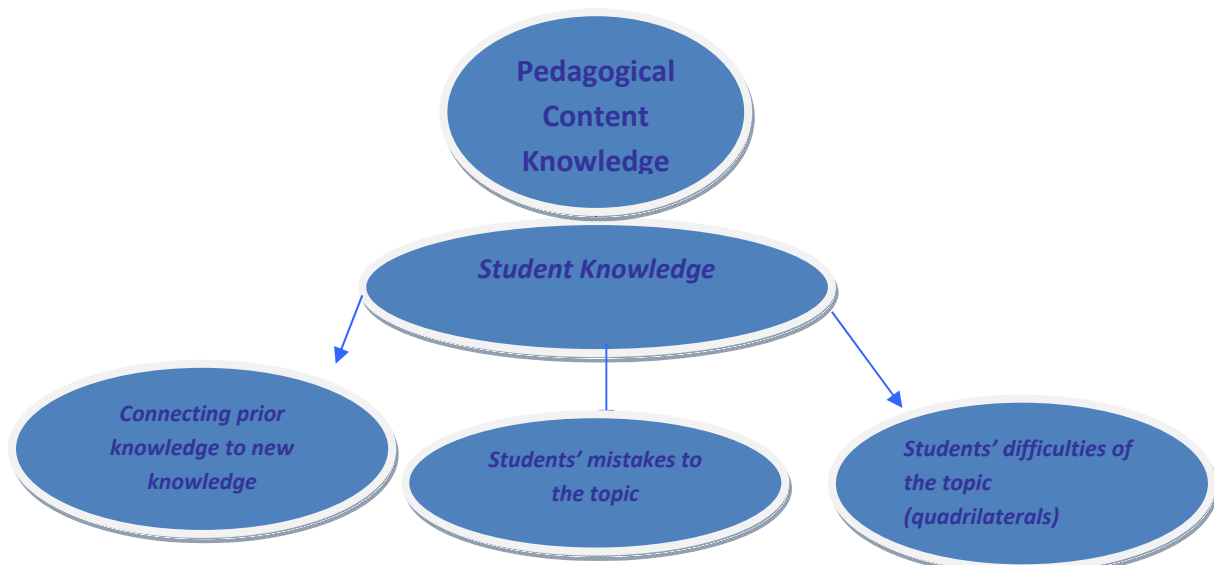 Pedagogical
Content
Knowledge
Student Knowledge
Connecting prior
knowledge to new
knowledge
Students’ mistakes to
the topic
Students’ difficulties of
the topic
(quadrilaterals)